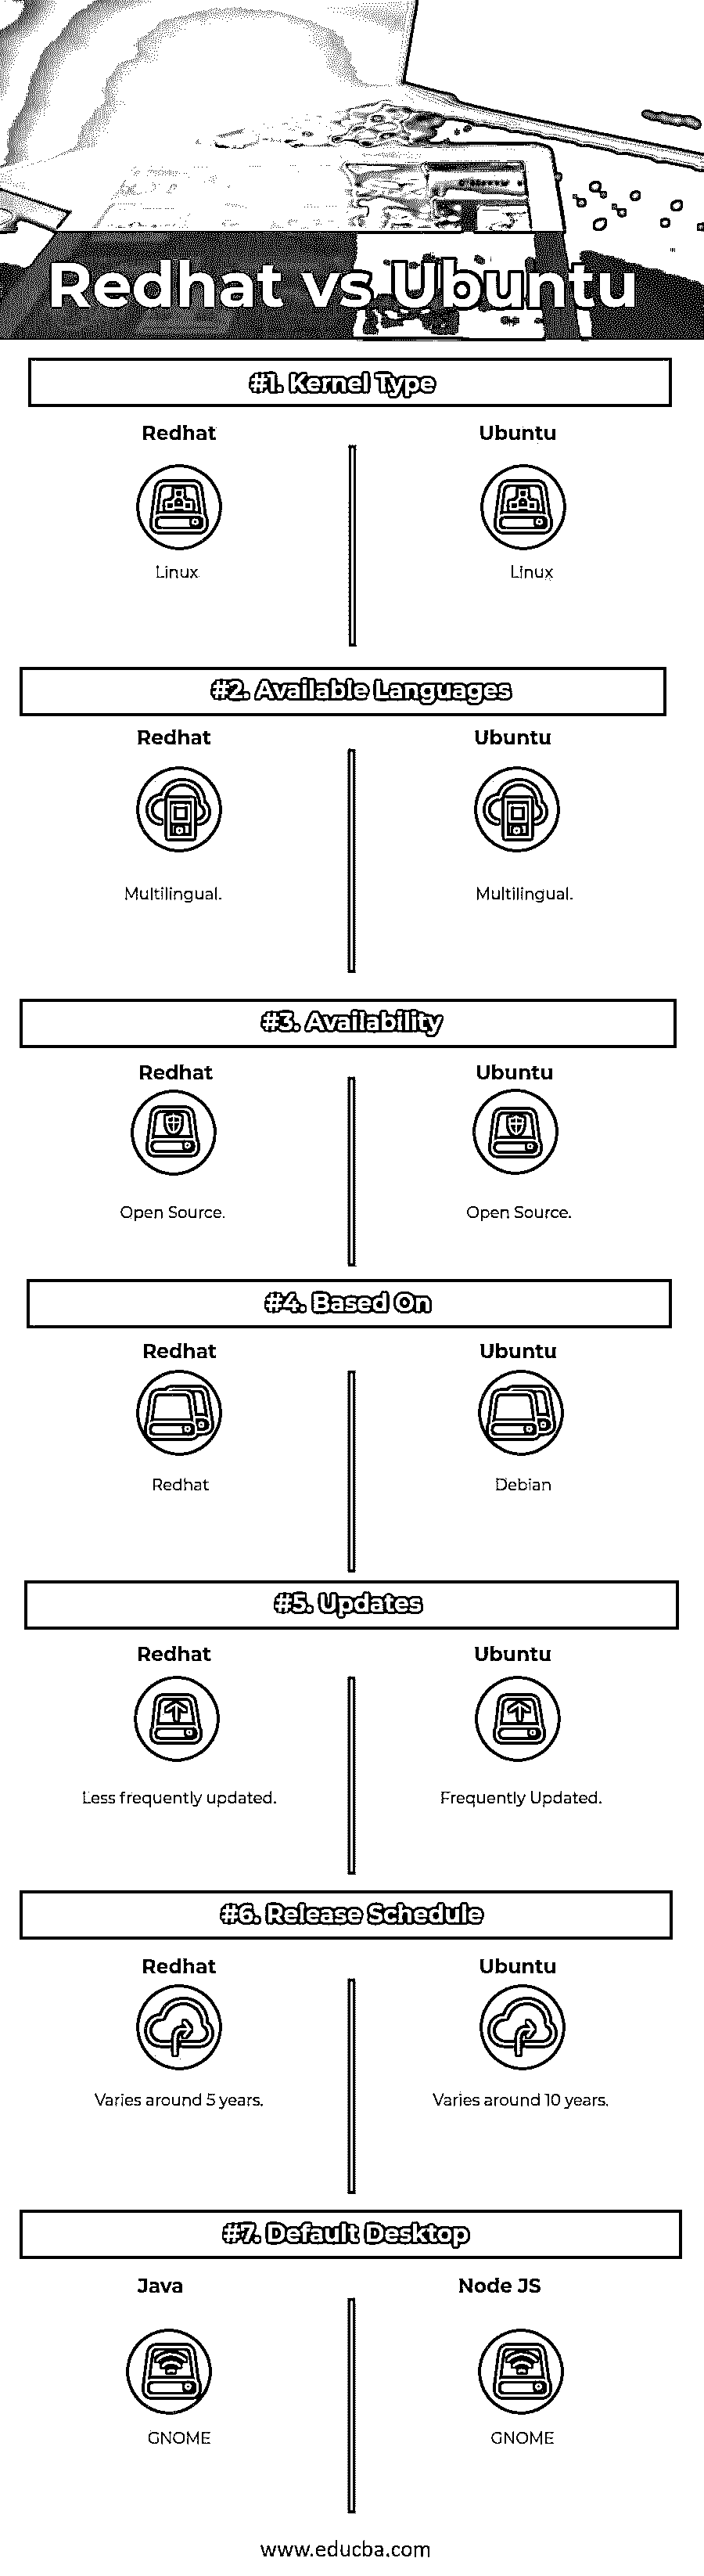 Redhat vs Ubuntu
#1. Kernel Type
Redhat
Ubuntu
Linux
Linux
#2. Available Languages
Redhat
Ubuntu
Multilingual.
Multilingual.
#3. Availability
Redhat
Ubuntu
Open Source.
Open Source.
#4. Based On
Redhat
Ubuntu
Redhat
Debian
#5. Updates
Redhat
Ubuntu
Less frequently updated.
Frequently Updated.
#6. Release Schedule
Redhat
Ubuntu
Varies around 5 years.
Varies around 10 years.
#7. Default Desktop
Java
Node JS
GNOME
GNOME
www.educba.com